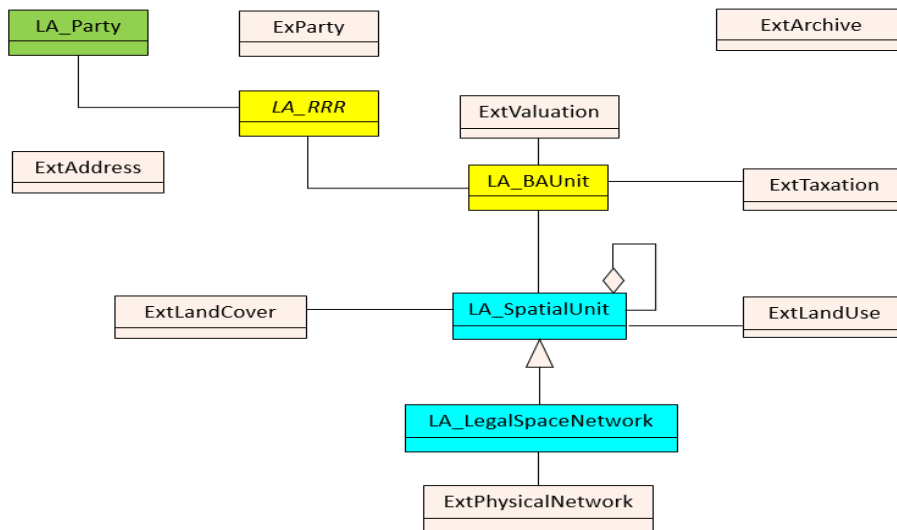 LA_Party
ExParty
ExtArchive
LA_RRR
ExtValuation
ExtAddress
LA_BAUnit
ExtTaxation
ExtLandCover
LA_SpatialUnit
ExtLandUse
LA_LegalSpaceNetwork
ExtPhysicalNetwork